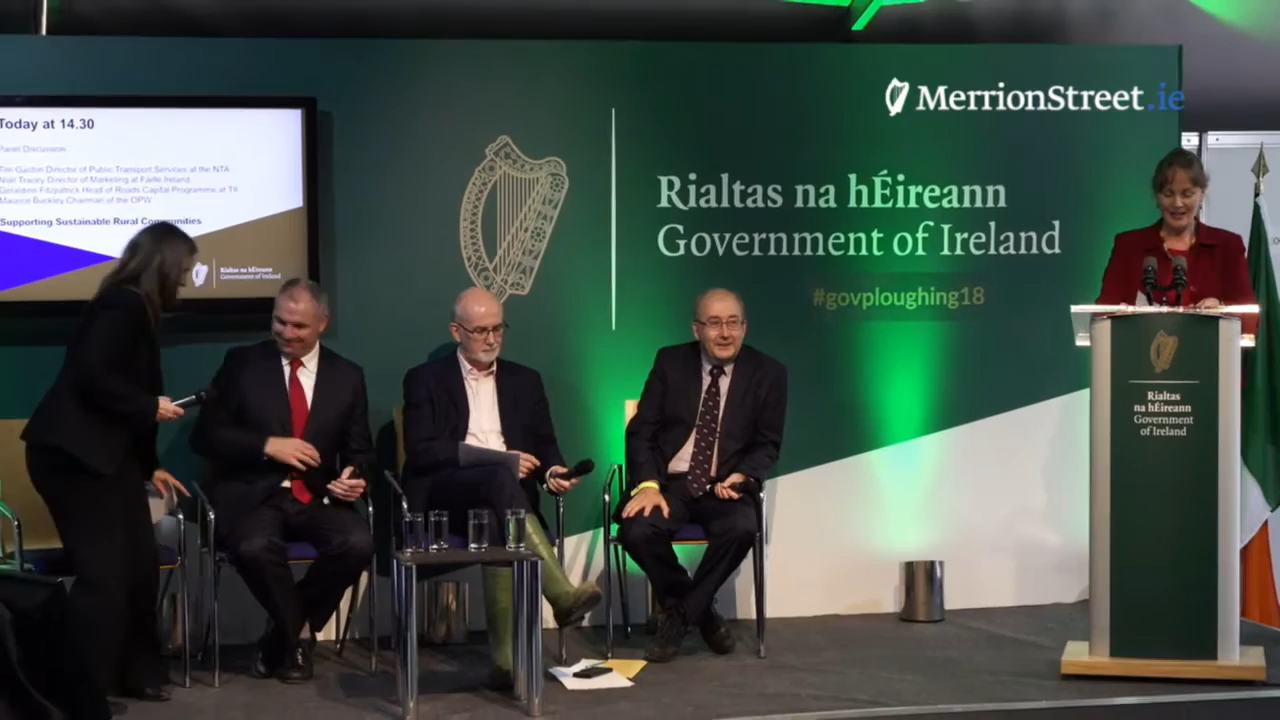 Today at 14.30
Panel Discussion
Tim Gaston Director of Public Transport Services at the NTA
Niall Tracey Director of Marketing at Fáilte Ireland
Geraldine Fitzpatrick Head of Roads Capital Programme at TII
Maurice Buckley Chairman of the OPW
Supporting Sustainable Rural
Rialtas na hÉireann
Government of Ireland
MerrionStreet.ie
Rialtas na hÉireann
Government of Ireland
#govploughing18
Rialtas
na hÉireann
Government
of Ireland